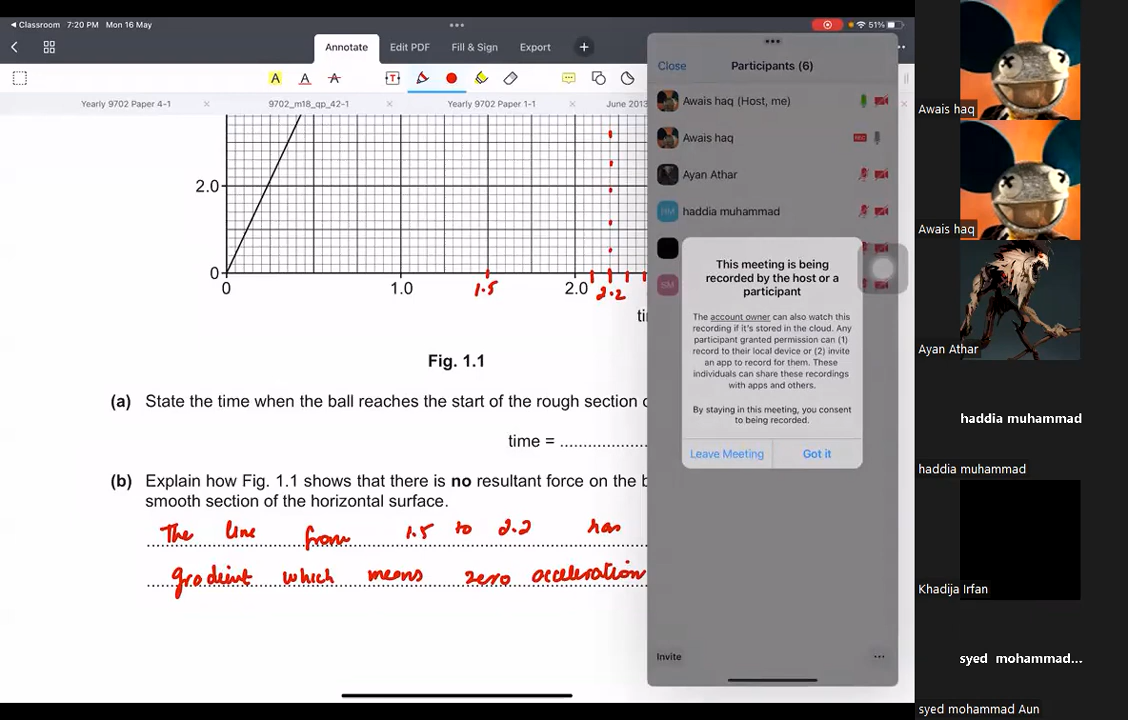 Classroom 7:20 PM Mon 16 May
51%
Annotate Edit PDF Fill & Sign Export
Yearly 9702 Paper 4-1 9702_m18_qp_42-1 Yearly 9702 Paper 1-1 June 2013
2.0
0
0 1.0 2.0
1.5 2.2
ti
Fig. 1.1
(a) State the time when the ball reaches the start of the rough section o
time = ..................
(b) Explain how Fig. 1.1 shows that there is no resultant force on the b
smooth section of the horizontal surface.
The line from 1.5 to 2.2 has
gradeint which means zero acceleration
Close Participants (6)
Awais haq (Host, me)
Awais haq
REC
Ayan Athar
HM haddia muhammad
SM
This meeting is being
recorded by the host or a
participant
The account owner can also watch this
recording if it's stored in the cloud. Any
participant granted permission can (1)
record to their local device or (2) invite
an app to record for them. These
individuals can share these recordings
with apps and others.
By staying in this meeting, you consent
to being recorded.
Leave Meeting Got it
Invite
Awais haq
Awais haq
Ayan Athar
haddia muhammad
haddia muhammad
Khadija Irfan
syed mohammad...
syed mohammad Aun